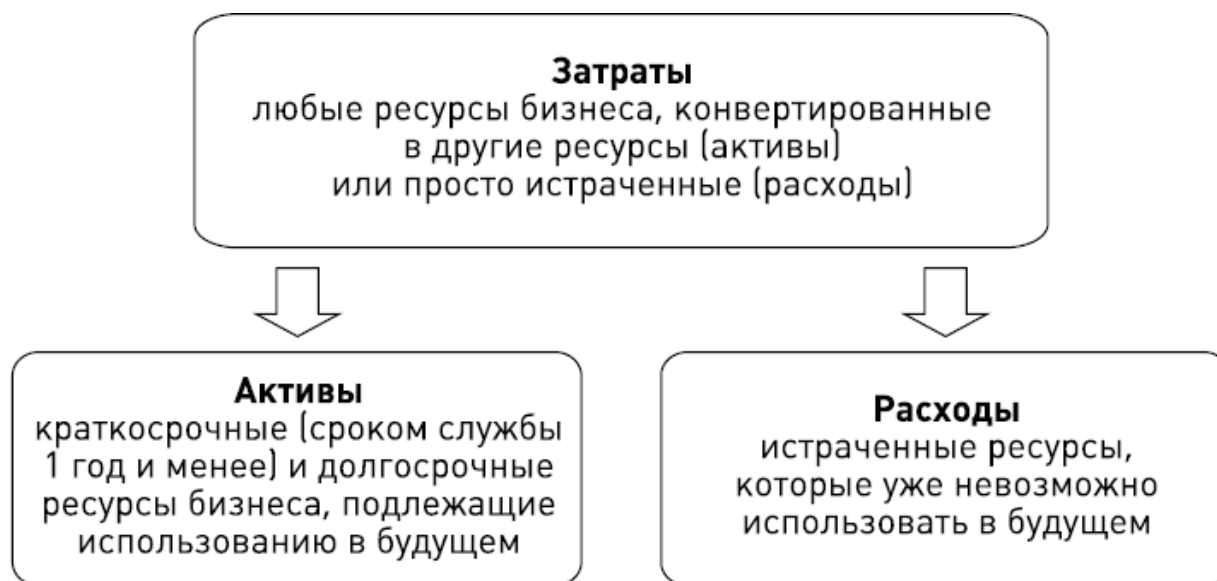 Затраты
любые ресурсы бизнеса, конвертированные
в другие ресурсы (активы)
или просто истраченные (расходы)
Активы
краткосрочные (сроком службы
1 год и менее) и долгосрочные
ресурсы бизнеса, подлежащие
использованию в будущем
Расходы
истраченные ресурсы,
которые уже невозможно
использовать в будущем